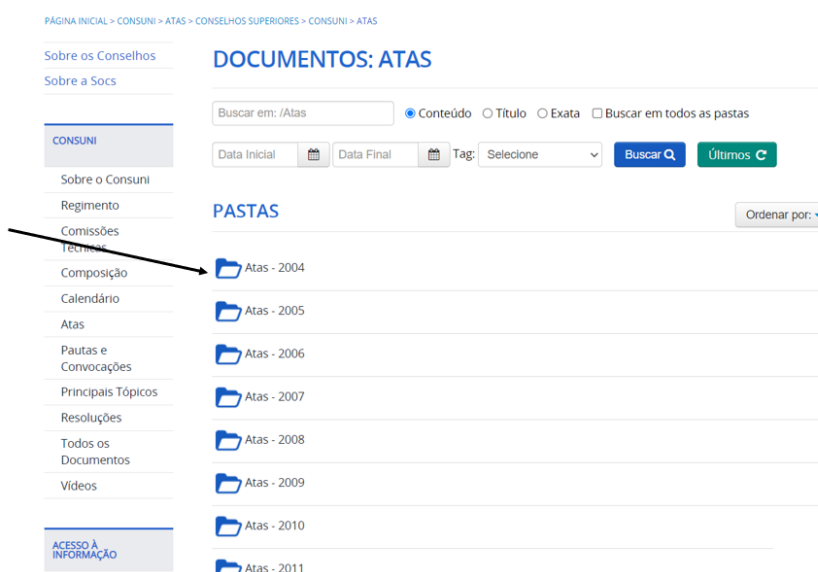 PÁGINA INICIAL > CONSUNI > ATAS > CONSELHOS SUPERIORES > CONSUNI > ATAS
Sobre os Conselhos
Sobre a Socs
CONSUNI
Sobre o Consuni
Regimento
Comissões
Técnicas
Composição
Calendário
Atas
Pautas e
Convocações
Principais Tópicos
Resoluções
Todos os
Documentos
Vídeos
ACESSO À
INFORMAÇÃO
DOCUMENTOS: ATAS
Buscar em: /Atas Conteúdo Título Exata Buscar em todos as pastas
Data Inicial Data Final Tag: Selecione Buscar Últimos
PASTAS
Ordenar por:
Atas - 2004
Atas - 2005
Atas - 2006
Atas - 2007
Atas - 2008
Atas - 2009
Atas - 2010
Atas - 2011